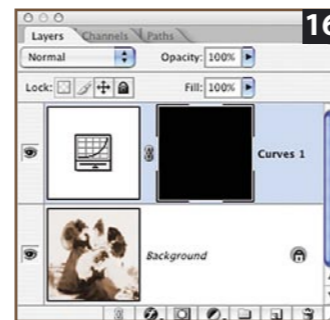 16
Layers Channels Paths
Normal Opacity: 100%
Lock: Fill: 100%
Curves 1
Background